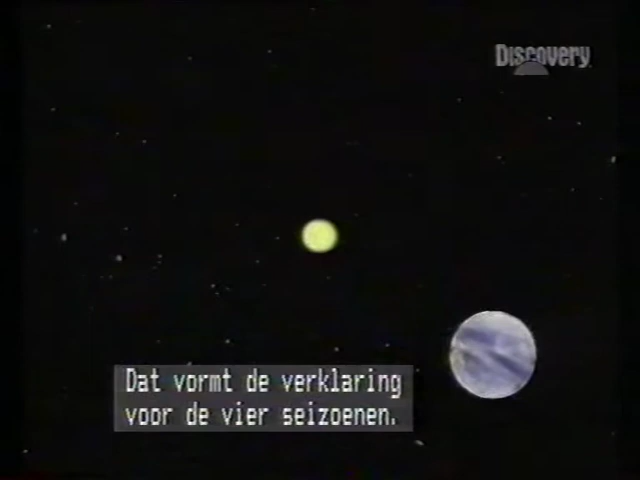 Discovery
Dat vormt de verklaring
voor de vier seizoenen.